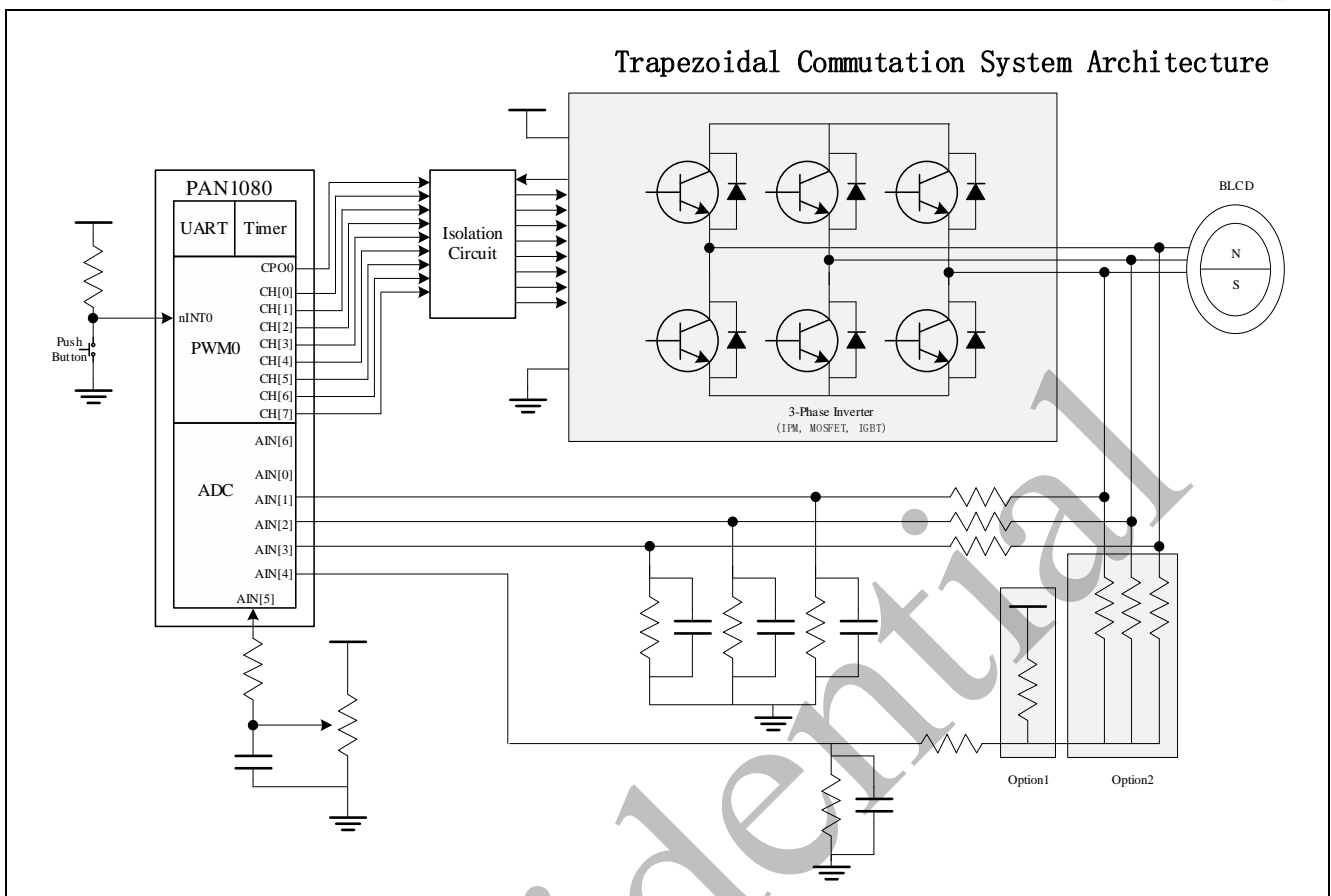 Trapezoidal Commutation System Architecture
PAN1080
UART
Timer
CPO0
CH[0]
CH[1]
nINT0
CH[2]
PWM0
CH[3]
CH[4]
CH[5]
CH[6]
CH[7]
Push
Button
Isolation
Circuit
3-Phase Inverter
(IPM, MOSFET, IGBT)
BLCD
N
S
ADC
AIN[6]
AIN[0]
AIN[1]
AIN[2]
AIN[3]
AIN[4]
AIN[5]
Option1
Option2
idential